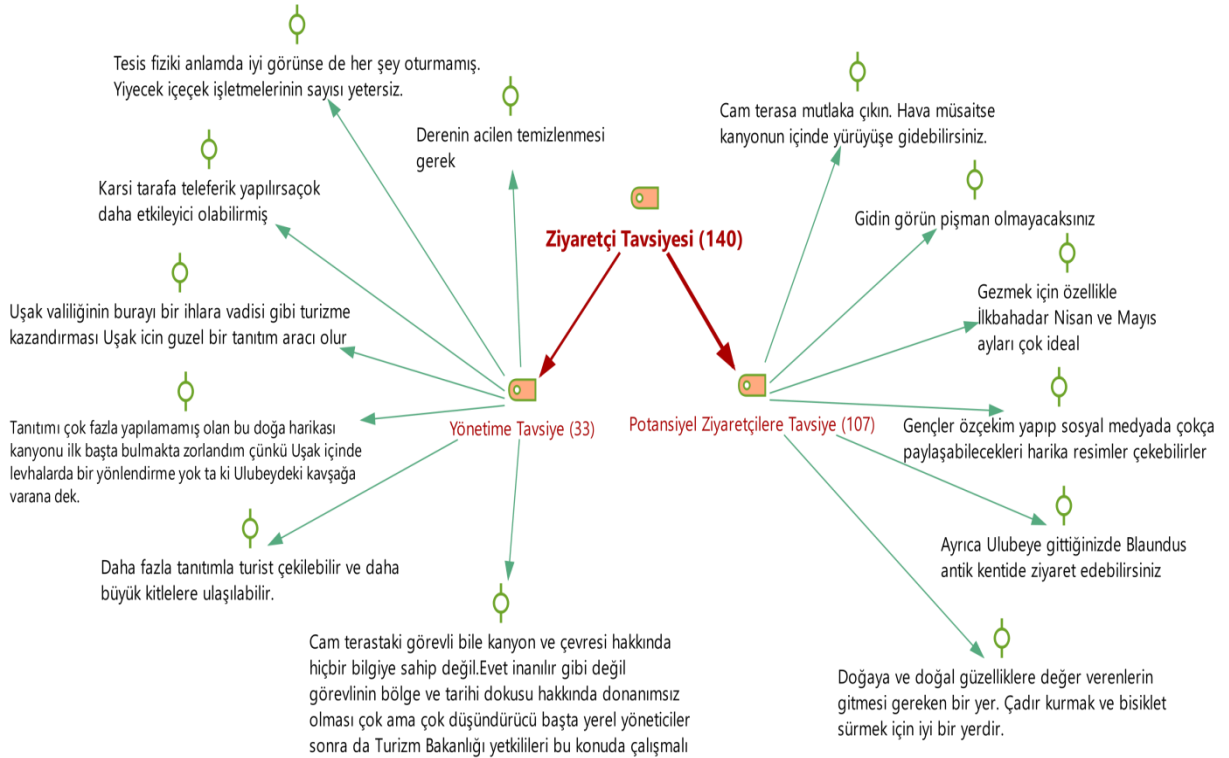 Tesis fiziki anlamda iyi görünse de her şey oturmamış.
Yiyecek içeçek işletmelerinin sayısı yetersiz.
Derenin acilen temizlenmesi
gerek
Cam terasa mutlaka çıkın. Hava müsaitse
kanyonun içinde yürüyüşe gidebilirsiniz.
Karsi tarafa teleferik yapılırsaçok
daha etkileyici olabilirmiş
Gidin görün pişman olmayacaksınız
Ziyaretçi Tavsiyesi (140)
Uşak valiliğinin burayı bir ihlara vadisi gibi turizme
kazandırması Uşak icin guzel bir tanıtım aracı olur
Gezmek için özellikle
İlkbahadar Nisan ve Mayıs
ayları çok ideal
Yönetime Tavsiye (33)
Potansiyel Ziyaretçilere Tavsiye (107)
Tanıtımı çok fazla yapılamamış olan bu doğa harikası
kanyonu ilk başta bulmakta zorlandım çünkü Uşak içinde
levhalarda bir yönlendirme yok ta ki Ulubeydeki kavşağa
varana dek.
Gençler özçekim yapıp sosyal medyada çokça
paylaşabilecekleri harika resimler çekebilirler
Daha fazla tanıtımla turist çekilebilir ve daha
büyük kitlelere ulaşılabilir.
Ayrıca Ulubeye gittiğinizde Blaundus
antik kentide ziyaret edebilirsiniz
Cam terastaki görevli bile kanyon ve çevresi hakkında
hiçbir bilgiye sahip değil.Evet inanılır gibi değil
görevlinin bölge ve tarihi dokusu hakkında donanımsız
olması çok ama çok düşündürücü başta yerel yöneticiler
sonra da Turizm Bakanlığı yetkilileri bu konuda çalışmalı
Doğaya ve doğal güzelliklere değer verenlerin
gitmesi gereken bir yer. Çadır kurmak ve bisiklet
sürmek için iyi bir yerdir.